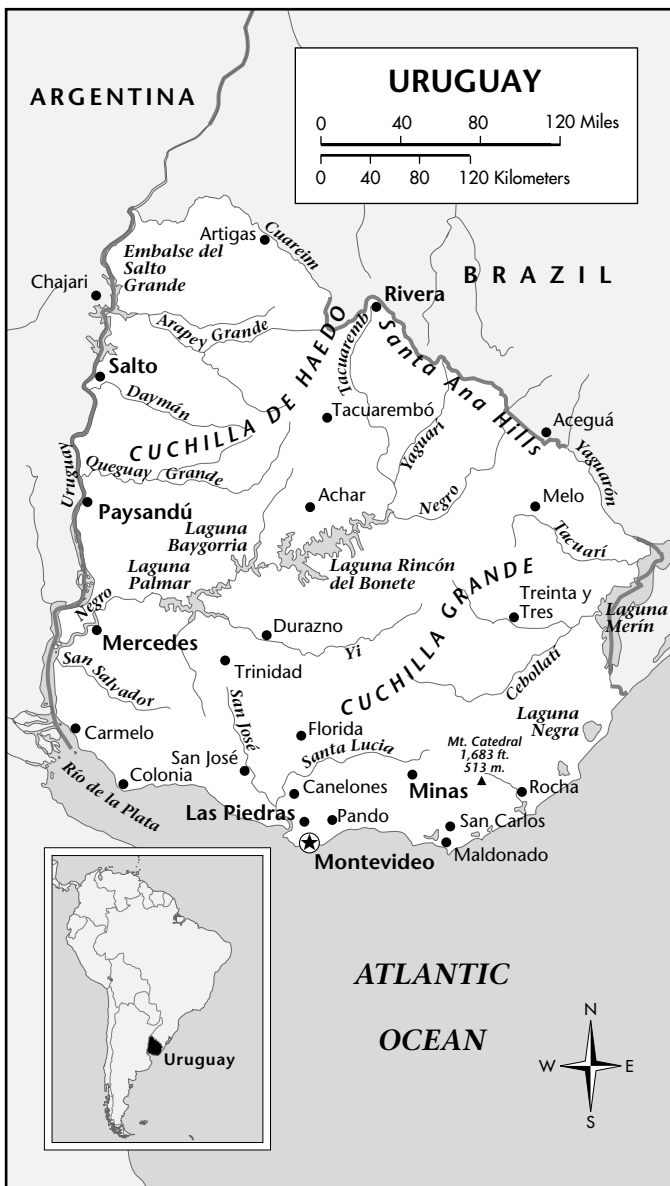 URUGUAY
0 40 80 120 Miles
0 40 80 120 Kilometers
ARGENTINA
BRAZIL
Artigas
Cuareim
Embalse del
Salto
Grande
Chajari
Rivera
Arapey Grande
Tacuaremb
Santa Ana Hills
Salto
CUCHILLA DE HAEDO
Daymán
Tacuarembó
Aceguá
Yaguarí
Yaguarón
Uruguay
Queguay Grande
Paysandú
Achar
Negro
Melo
Laguna
Baygorria
Tacuarí
Laguna
Palmar
Laguna Rincón
del Bonete
CUCHILLA GRANDE
Treinta y
Tres
Laguna
Merín
Negro
Mercedes
Durazno
Yi
San Salvador
Trinidad
Cebollatí
San José
Laguna
Negra
Carmelo
Florida
Mt. Catedral
1,683 ft.
513 m.
Santa Lucia
San José
Río de la Plata
Colonia
Canelones
Minas
Rocha
Las Piedras
Pando
San Carlos
Montevideo
Maldonado
ATLANTIC
OCEAN
Uruguay
N
W
E
S